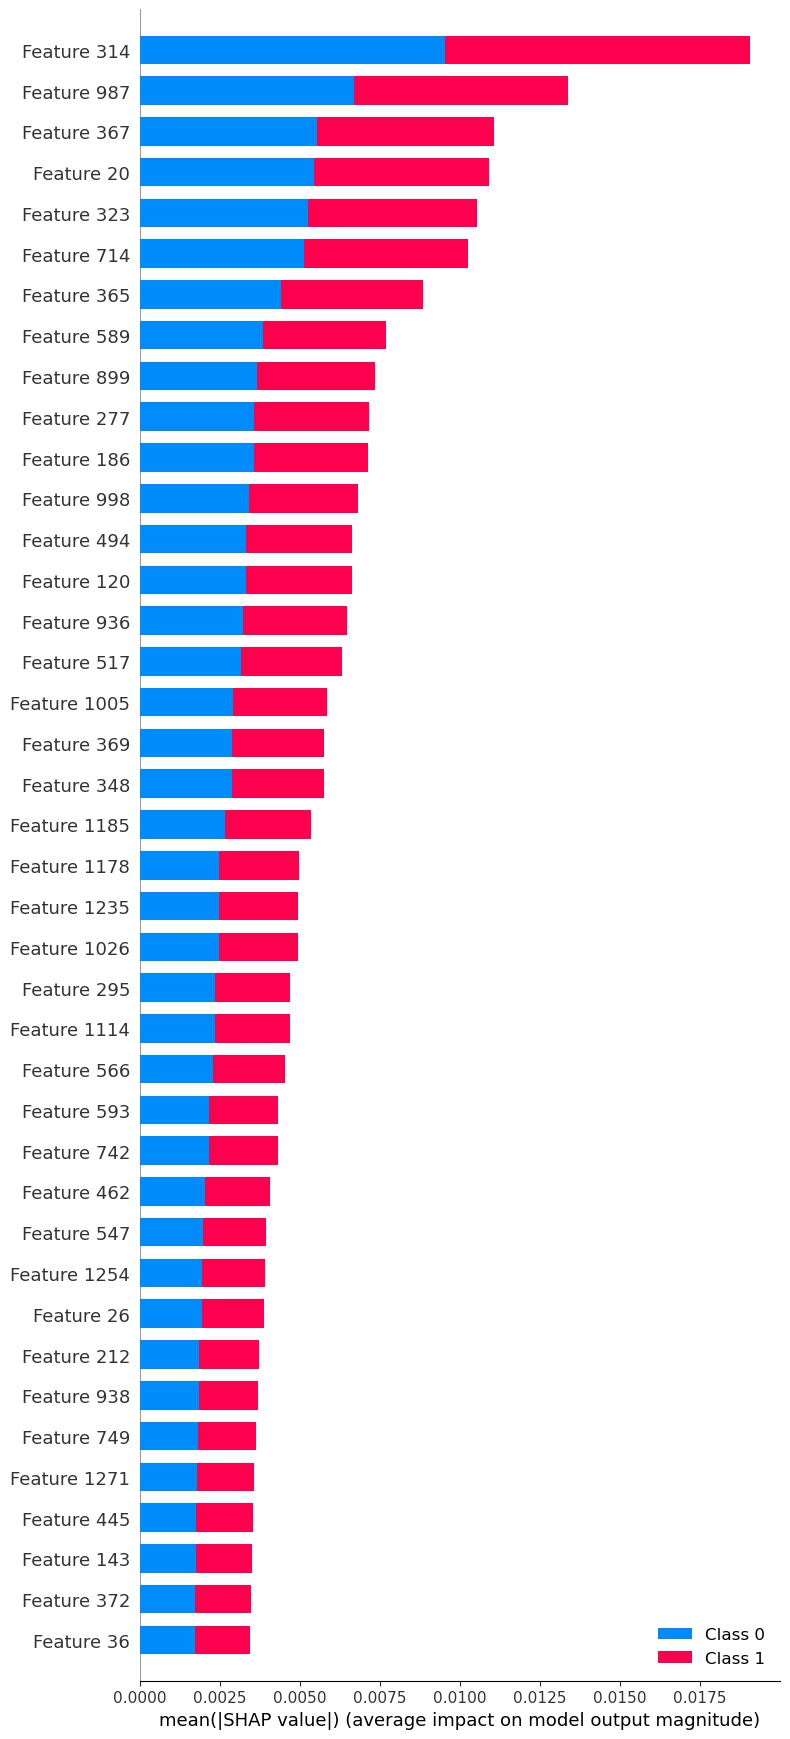 Feature 314
Feature 987
Feature 367
Feature 20
Feature 323
Feature 714
Feature 365
Feature 589
Feature 899
Feature 277
Feature 186
Feature 998
Feature 494
Feature 120
Feature 936
Feature 517
Feature 1005
Feature 369
Feature 348
Feature 1185
Feature 1178
Feature 1235
Feature 1026
Feature 295
Feature 1114
Feature 566
Feature 593
Feature 742
Feature 462
Feature 547
Feature 1254
Feature 26
Feature 212
Feature 938
Feature 749
Feature 1271
Feature 445
Feature 143
Feature 372
Feature 36
Class 0
Class 1
0.0000 0.0025 0.0050 0.0075 0.0100 0.0125 0.0150 0.0175
mean(|SHAP value|) (average impact on model output magnitude)